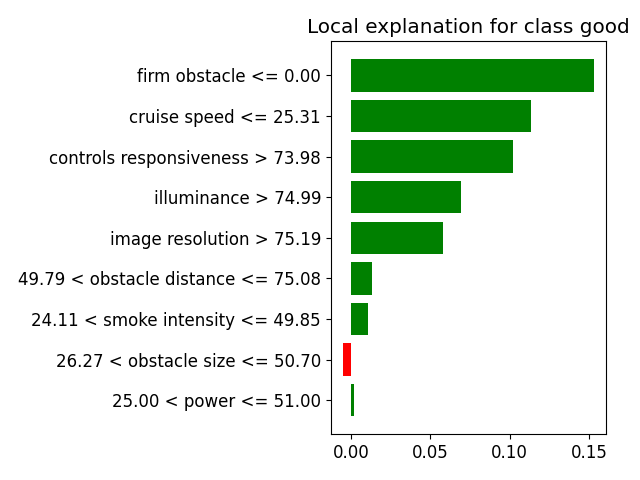 Local explanation for class good
firm obstacle <= 0.00
cruise speed <= 25.31
controls responsiveness > 73.98
illuminance > 74.99
image resolution > 75.19
49.79 < obstacle distance <= 75.08
24.11 < smoke intensity <= 49.85
26.27 < obstacle size <= 50.70
25.00 < power <= 51.00
0.00 0.05 0.10 0.15